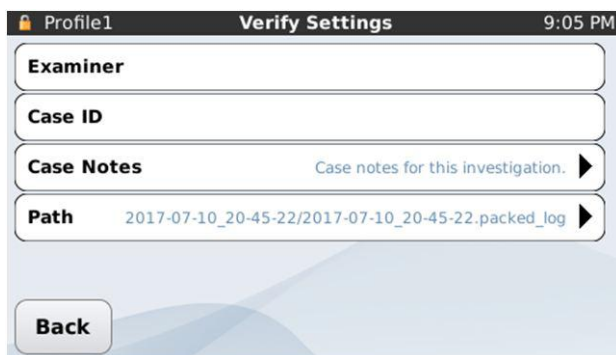 Profile1 Verify Settings 9:05 PM
Examiner
Case ID
Case Notes Case notes for this investigation.
Path 2017-07-10_20-45-22/2017-07-10_20-45-22.packed_log
Back